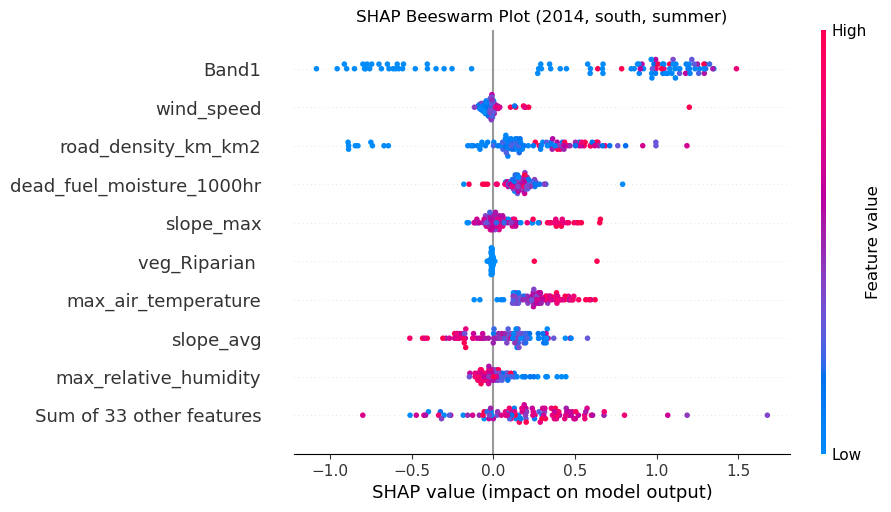 SHAP Beeswarm Plot (2014, south, summer)
High
Band1
wind_speed
road_density_km_km2
dead_fuel_moisture_1000hr
slope_max
veg_Riparian
max_air_temperature
slope_avg
max_relative_humidity
Sum of 33 other features
Feature value
Low
−1.0 −0.5 0.0 0.5 1.0 1.5
SHAP value (impact on model output)